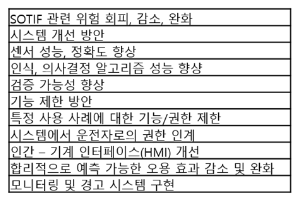 SOTIF 관련 위험 회피, 감소, 완화
시스템 개선 방안
센서 성능, 정확도 향상
인식, 의사결정 알고리즘 성능 향샹
검증 가능성 향상
기능 제한 방안
특정 사용 사례에 대한 기능/권한 제한
시스템에서 운전자로의 권한 인계
인간 – 기계 인터페이스(HMI) 개선
합리적으로 예측 가능한 오용 효과 감소 및 완화
모니터링 및 경고 시스템 구현